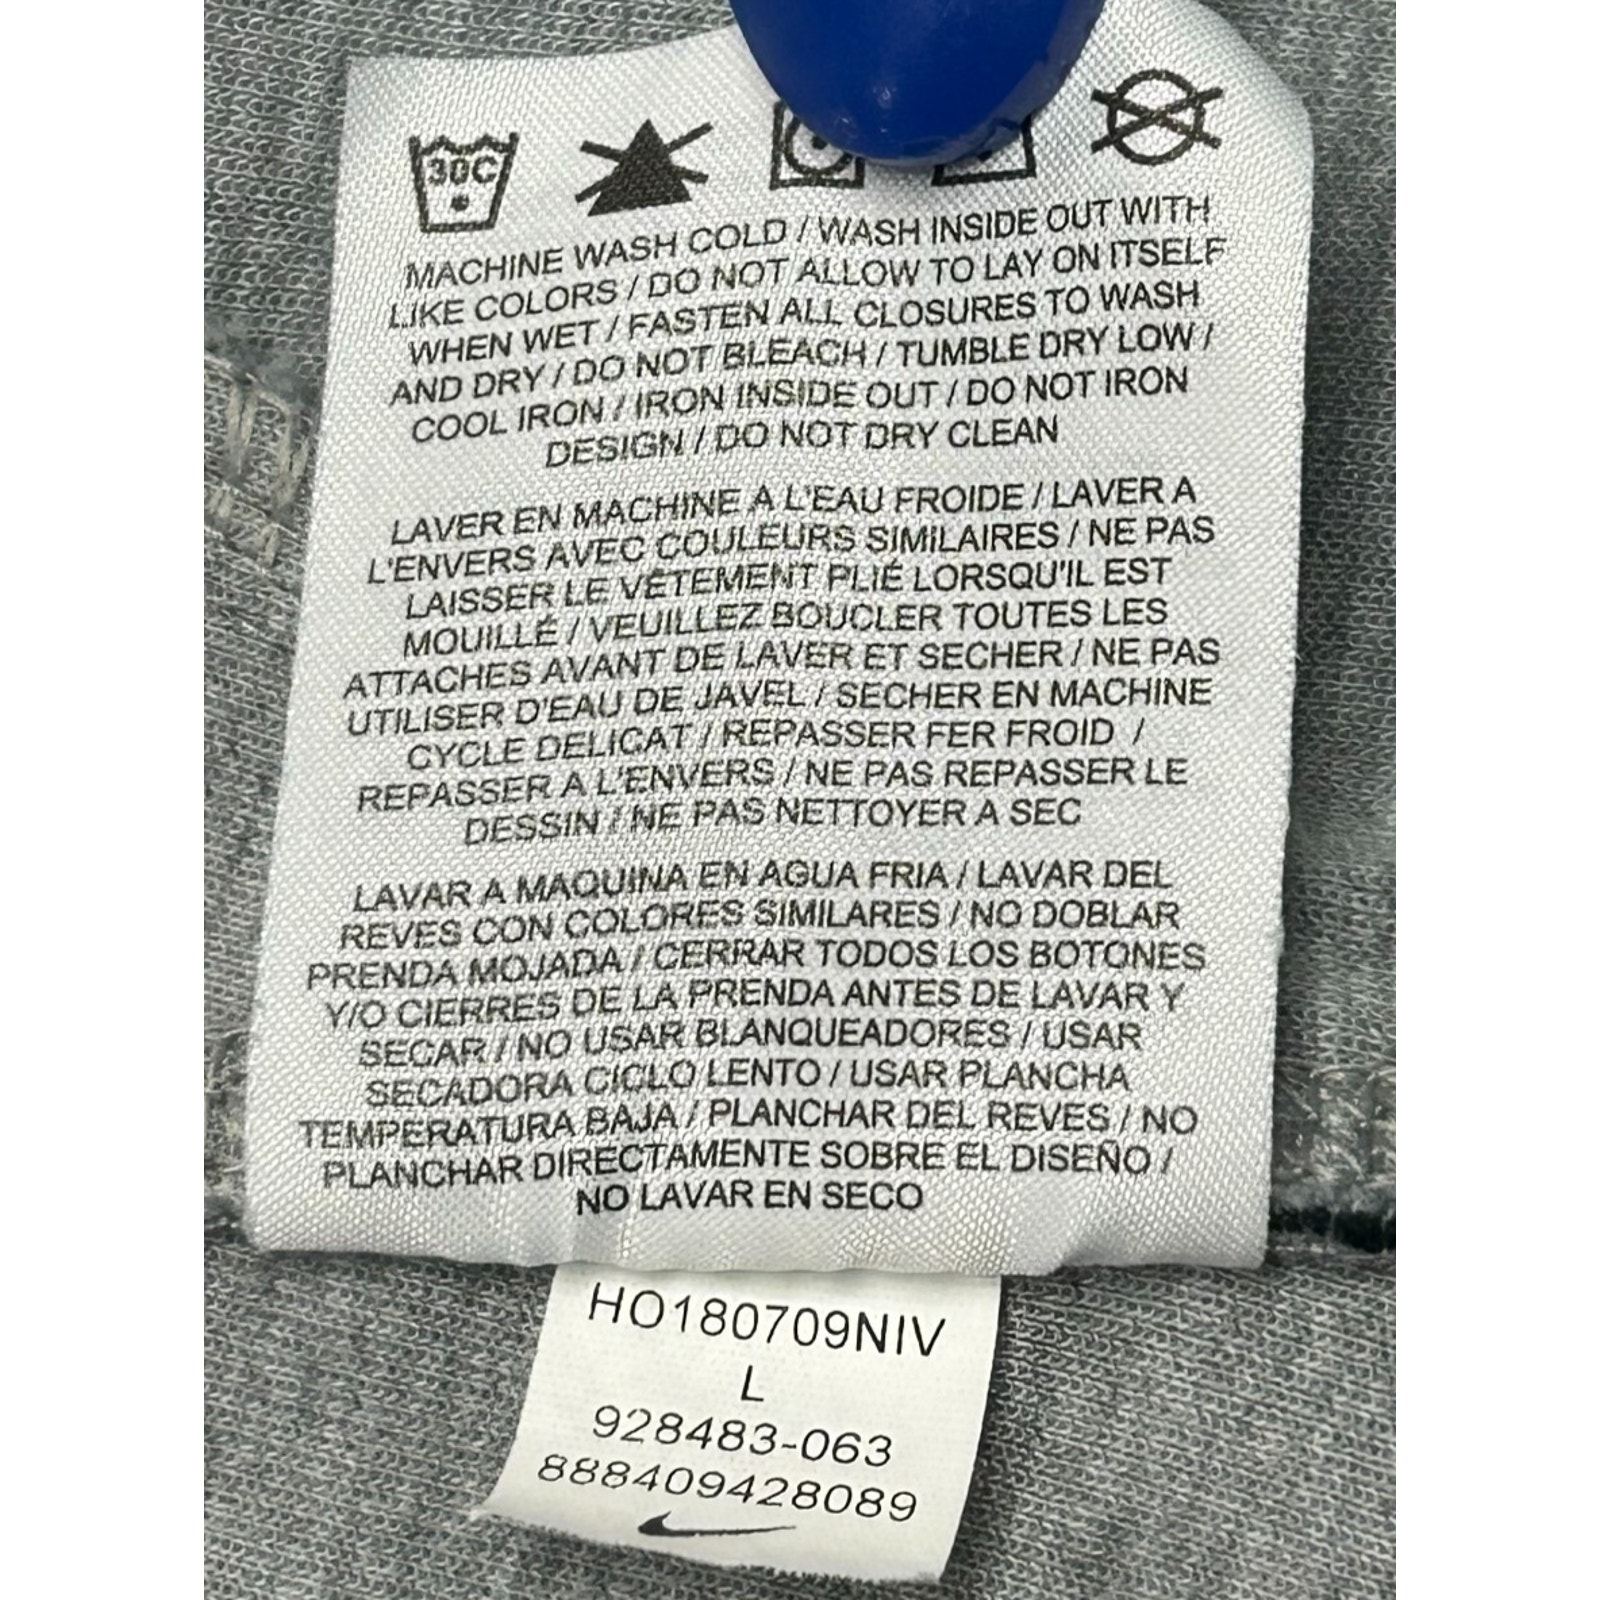 30C
MACHINE WASH COLD / WASH INSIDE OUT WITH
LIKE COLORS / DO NOT ALLOW TO LAY ON ITSELF
WHEN WET / FASTEN ALL CLOSURES TO WASH
AND DRY / DO NOT BLEACH / TUMBLE DRY LOW /
COOL IRON / IRON INSIDE OUT / DO NOT IRON
DESIGN / DO NOT DRY CLEAN
LAVER EN MACHINE A L'EAU FROIDE / LAVER A
L'ENVERS AVEC COULEURS SIMILAIRES / NE PAS
LAISSER LE VÊTEMENT PLIÉ LORSQU'IL EST
MOUILLÉ / VEUILLEZ BOUCLER TOUTES LES
ATTACHES AVANT DE LAVER ET SECHER / NE PAS
UTILISER D'EAU DE JAVEL / SECHER EN MACHINE
CYCLE DELICAT / REPASSER FER FROID /
REPASSER A L'ENVERS / NE PAS REPASSER LE
DESSIN / NE PAS NETTOYER A SEC
LAVAR A MAQUINA EN AGUA FRIA / LAVAR DEL
REVES CON COLORES SIMILARES / NO DOBLAR
PRENDA MOJADA / CERRAR TODOS LOS BOTONES
Y/O CIERRES DE LA PRENDA ANTES DE LAVAR Y
SECAR / NO USAR BLANQUEADORES / USAR
SECADORA CICLO LENTO / USAR PLANCHA
TEMPERATURA BAJA / PLANCHAR DEL REVES / NO
PLANCHAR DIRECTAMENTE SOBRE EL DISEÑO /
NO LAVAR EN SECO
HO180709NIV
L
928483-063
888409428089